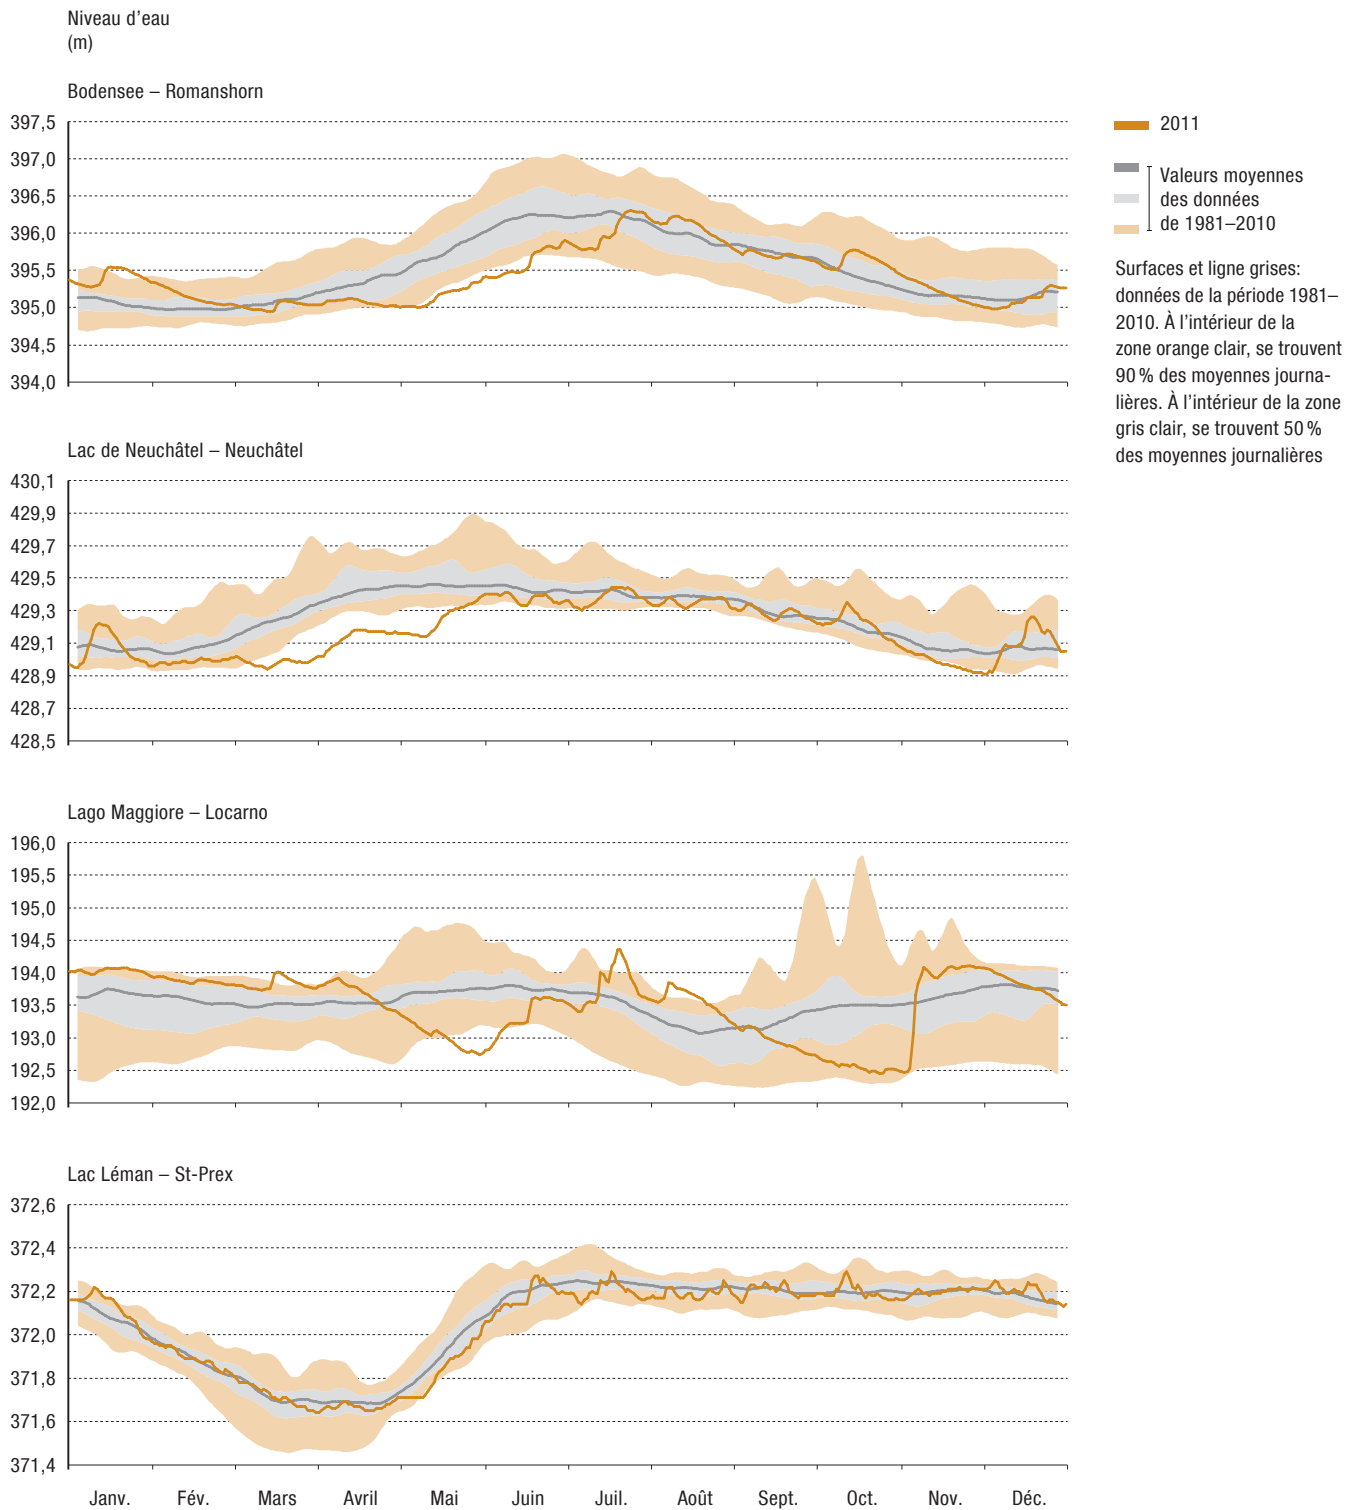 Niveau d'eau
(m)
Bodensee – Romanshorn
397,5
397,0
396,5
396,0
395,5
395,0
394,5
394,0
2011
Valeurs moyennes
des données
de 1981–2010
Surfaces et ligne grises:
données de la période 1981–
2010. À l'intérieur de la
zone orange clair, se trouvent
90 % des moyennes journa-
lières. À l'intérieur de la zone
gris clair, se trouvent 50 %
des moyennes journalières
Lac de Neuchâtel – Neuchâtel
430,1
429,9
429,7
429,5
429,3
429,1
428,9
428,7
428,5
Lago Maggiore – Locarno
196,0
195,5
195,0
194,5
194,0
193,5
193,0
192,5
192,0
Lac Léman – St-Prex
372,6
372,4
372,2
372,0
371,8
371,6
371,4
Janv. Fév. Mars Avril Mai Juin Juil. Août Sept. Oct. Nov. Déc.